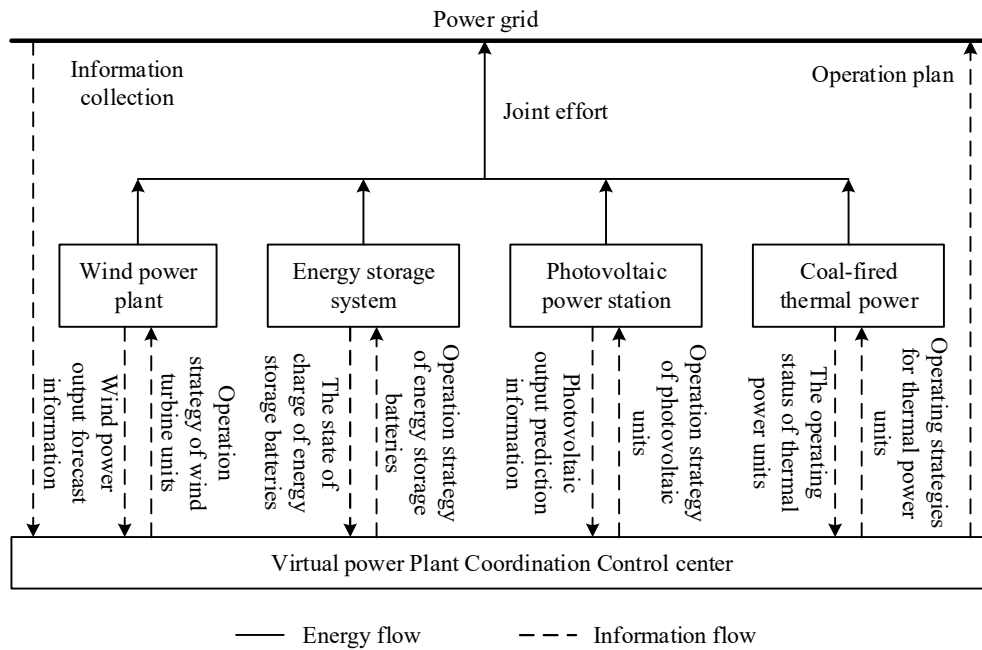 Power grid
Information
collection
Operation plan
Joint effort
Wind power
plant
Energy storage
system
Photovoltaic
power station
Coal-fired
thermal power
Wind power
output forecast
information
Operation
strategy of wind
turbine units
The state of
charge of energy
storage batteries
Operation strategy
of energy storage
batteries
Photovoltaic
output prediction
information
Operation strategy
of photovoltaic
units
The operating
status of thermal
power units
Operating strategies
for thermal power
units
Virtual power Plant Coordination Control center
Energy flow
Information flow